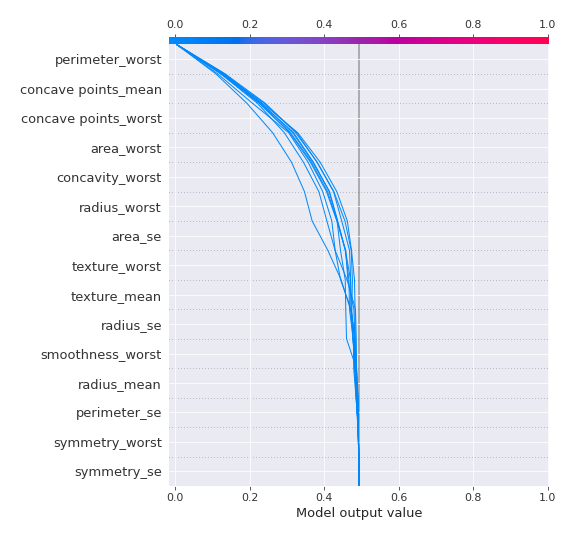 0.0 0.2 0.4 0.6 0.8 1.0
perimeter_worst
concave points_mean
concave points_worst
area_worst
concavity_worst
radius_worst
area_se
texture_worst
texture_mean
radius_se
smoothness_worst
radius_mean
perimeter_se
symmetry_worst
symmetry_se
0.0 0.2 0.4 0.6 0.8 1.0
Model output value